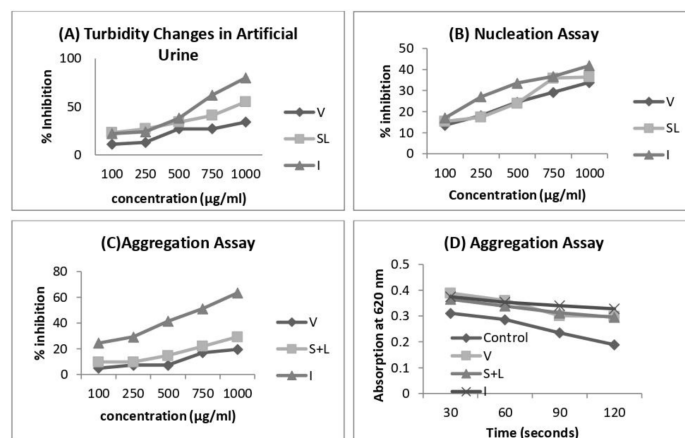 (A) Turbidity Changes in Artificial
Urine
100
50
0
% Inhibition
100 250 500 750 1000
concentration (µg/ml)
V
SL
I
(B) Nucleation Assay
50
40
30
20
10
0
% Inhibition
100 250 500 750 1000
Concentration (µg/ml)
V
SL
I
(C)Aggregation Assay
80
60
40
20
0
% inhibition
100 250 500 750 1000
concentration (µg/ml)
V
S+L
I
(D) Aggregation Assay
0.5
0.4
0.3
0.2
0.1
0
Absorption at 620 nm
Control
V
S+L
I
30 60 90 120
Time (seconds)